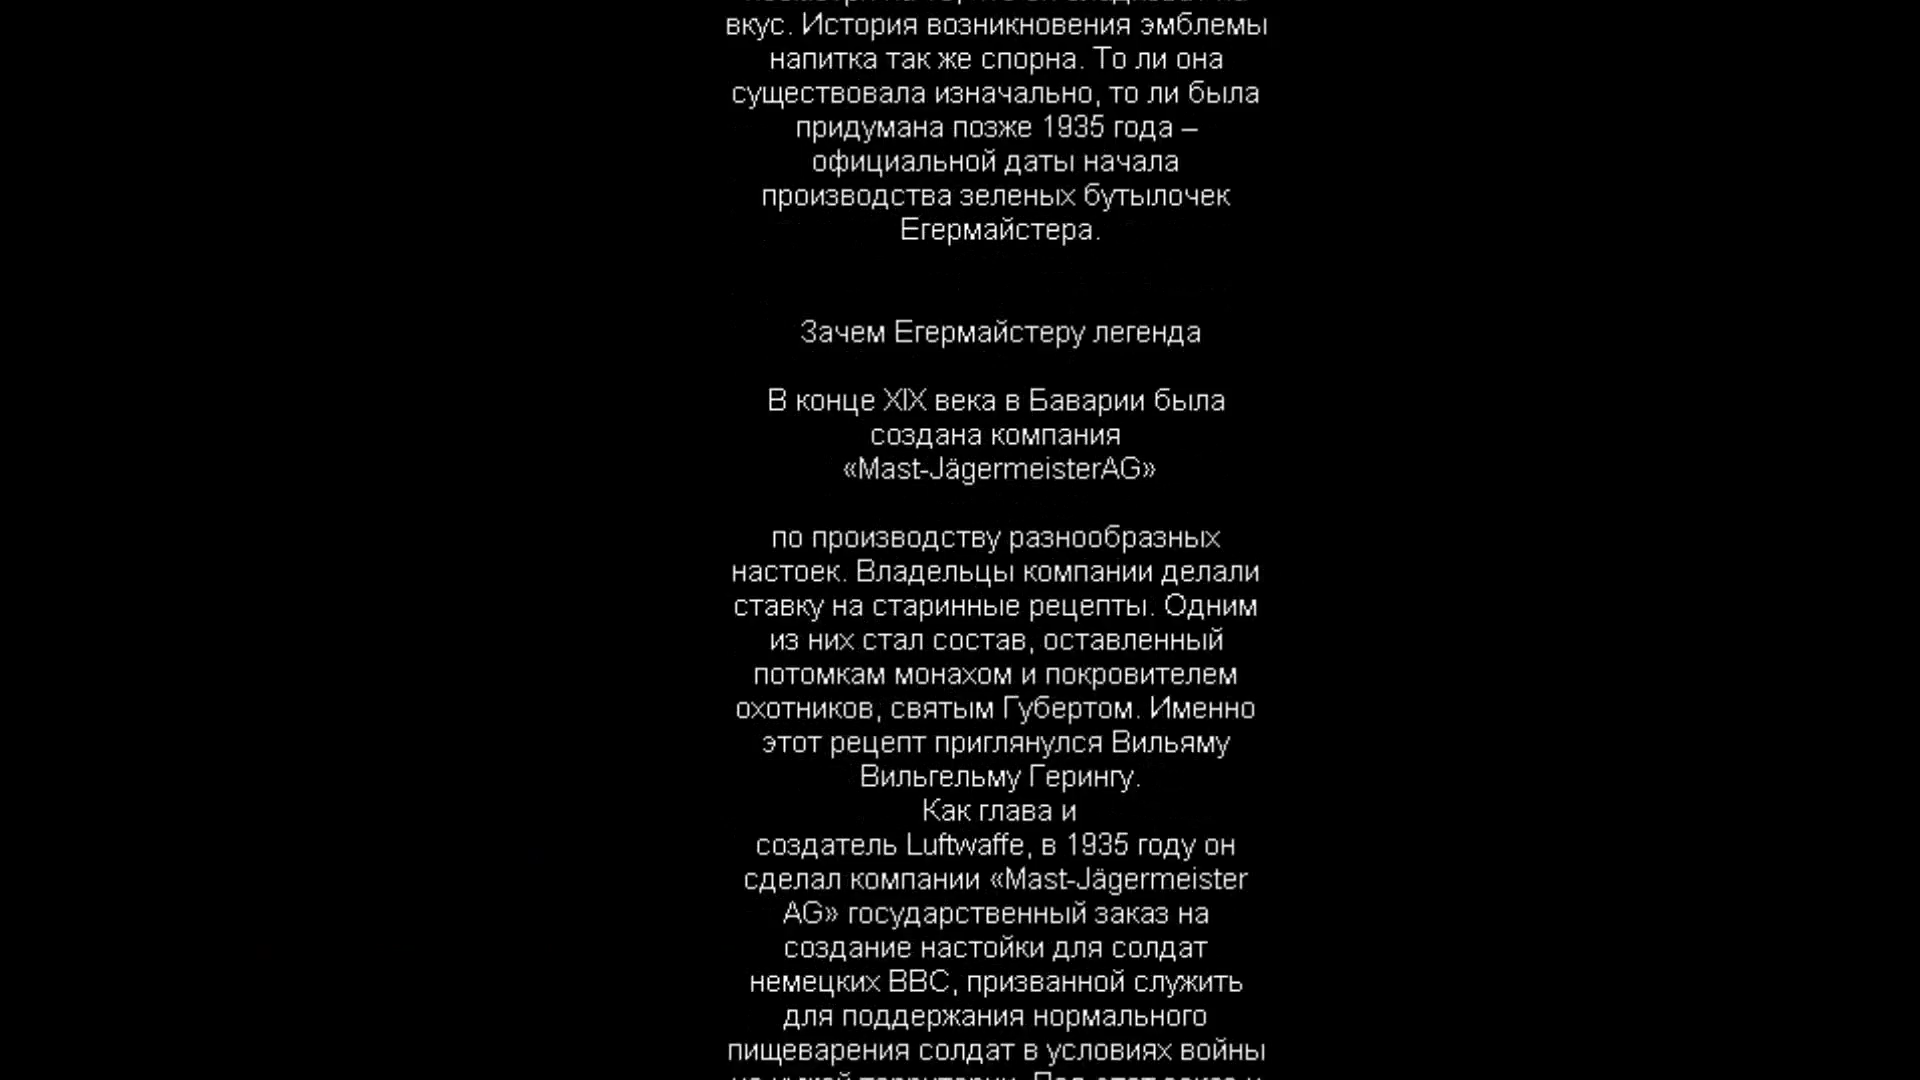 вкус. История возникновения эмблемы
напитка так же спорна. То ли она
существовала изначально, то ли была
придумана позже 1935 года –
официальной даты начала
производства зеленых бутылочек
Егермайстера.
Зачем Егермайстеру легенда
В конце XIX века в Баварии была
создана компания
«Mast-JägermeisterAG»
по производству разнообразных
настоек. Владельцы компании делали
ставку на старинные рецепты. Одним
из них стал состав, оставленный
потомкам монахом и покровителем
охотников, святым Губертом. Именно
этот рецепт приглянулся Вильяму
Вильгельму Герингу.
Как глава и
создатель Luftwaffe, в 1935 году он
сделал компании «Mast-Jägermeister
AG» государственный заказ на
создание настойки для солдат
немецких ВВС, призванной служить
для поддержания нормального
пищеварения солдат в условиях войны